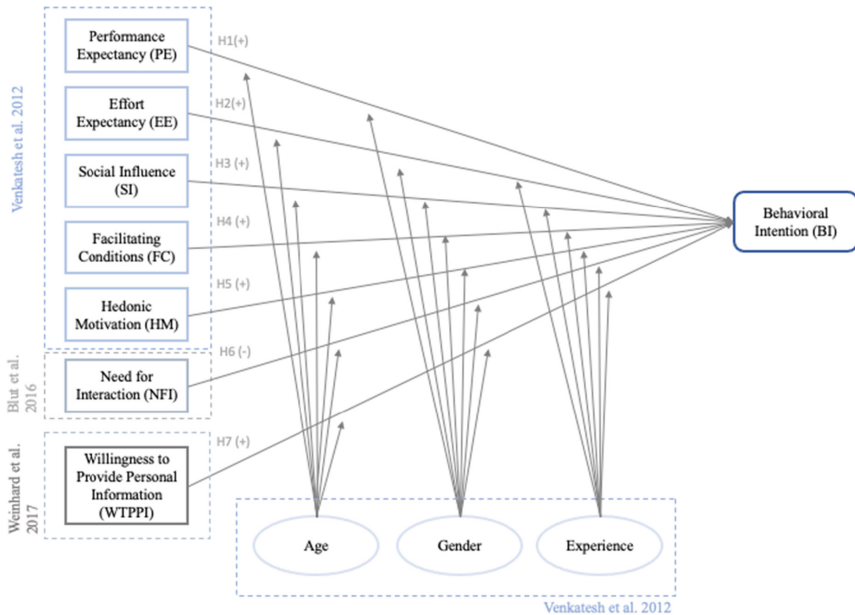 Venkatesh et al. 2012
Performance
Expectancy (PE)
H1(+)
Effort
Expectancy (EE)
H2(+)
Social Influence
(SI)
H3 (+)
Facilitating
Conditions (FC)
H4 (+)
Hedonic
Motivation (HM)
H5 (+)
Blut et al.
2016
Need for
Interaction (NFI)
H6 (-)
Weinhard et al.
2017
Willingness to
Provide Personal
Information
(WTPPI)
H7 (+)
Behavioral
Intention (BI)
Age
Gender
Experience
Venkatesh et al. 2012